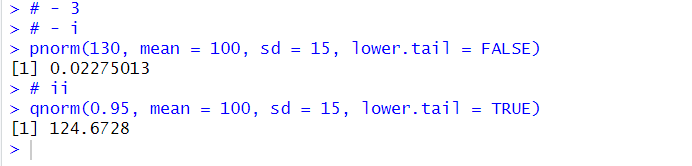 > # - 3
> # - i
> pnorm(130, mean = 100, sd = 15, lower.tail = FALSE)
[1] 0.02275013
> # ii
> qnorm(0.95, mean = 100, sd = 15, lower.tail = TRUE)
[1] 124.6728
>